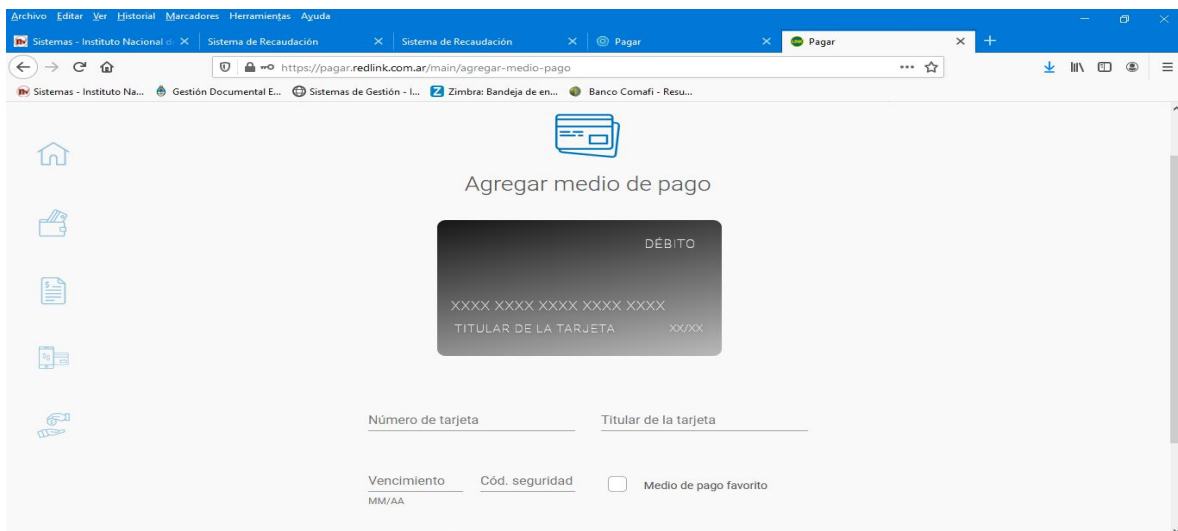 Archivo Editar Ver Historial Marcadores Herramientas Ayuda
Sistemas - Instituto Nacional d Sistema de Recaudación Sistema de Recaudación Pagar Pagar
https://pagar.redlink.com.ar/main/agregar-medio-pago
Sistemas - Instituto Na... Gestión Documental E... Sistemas de Gestión - I... Zimbra: Bandeja de en... Banco Comafi - Resu...
Agregar medio de pago
DÉBITO
XXXX XXXX XXXX XXXX XXXX
TITULAR DE LA TARJETA XX/XX
Número de tarjeta Titular de la tarjeta
Vencimiento Cód. seguridad Medio de pago favorito
MM/AA